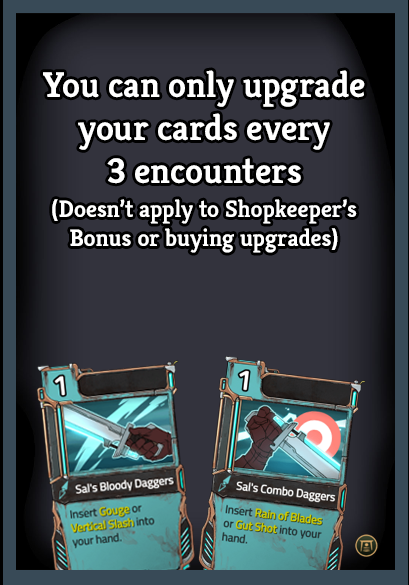 You can only upgrade
your cards every
3 encounters
(Doesn't apply to Shopkeeper's
Bonus or buying upgrades)
1
Sal's Bloody Daggers
Insert Gouge or
Vertical Slash into
your hand.
1
Sal's Combo Daggers
Insert Rain of Blades
or Gut Shot into your
hand.